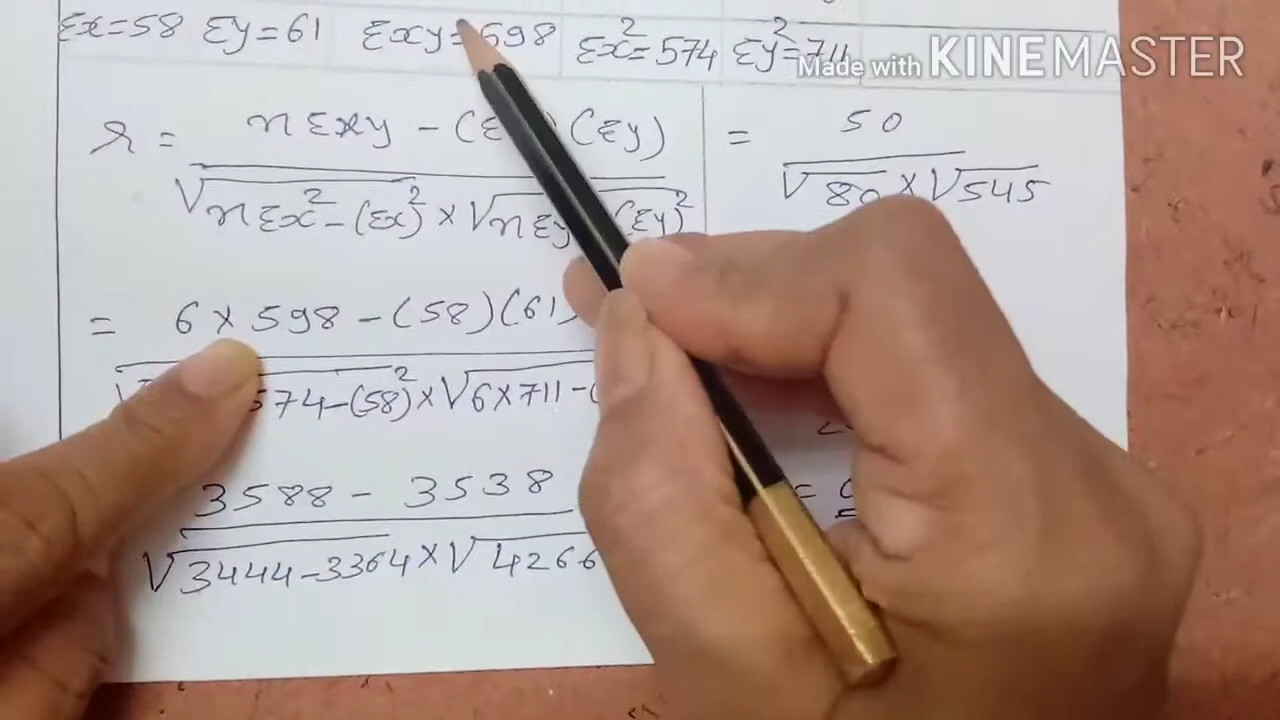 Σx=58 Σy=61 Σxy=598 Σx²=574 Σy²=711
Made with KINEMASTER
r = nΣxy - (Σ ) (Σy)
√nΣx² - (Σx)² × √nΣy (Σy)²
= 6 × 598 - (58) (61)
574 - (58)² × √6×711 - (
3588 - 3538
√3444-3364 × √4266
= 50
√80 × √545
=